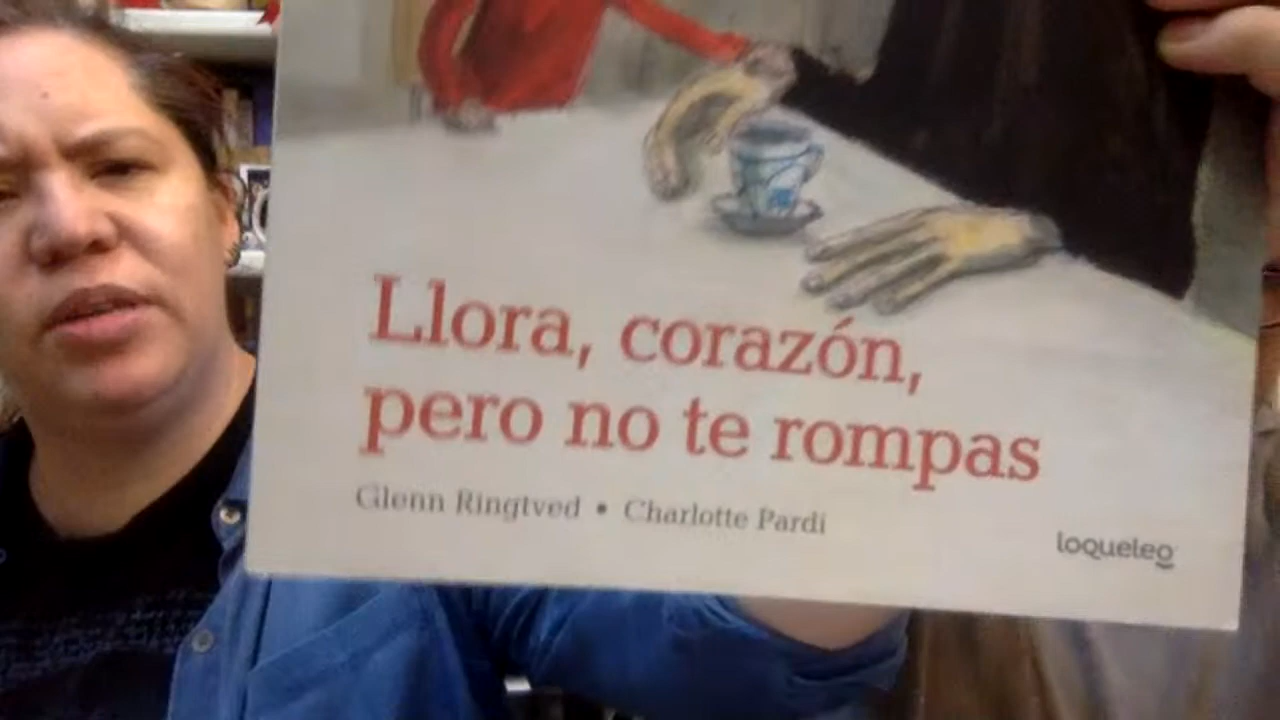 Llora, corazón,
pero no te rompas
Glenn Ringtved • Charlotte Pardi
loqueleo